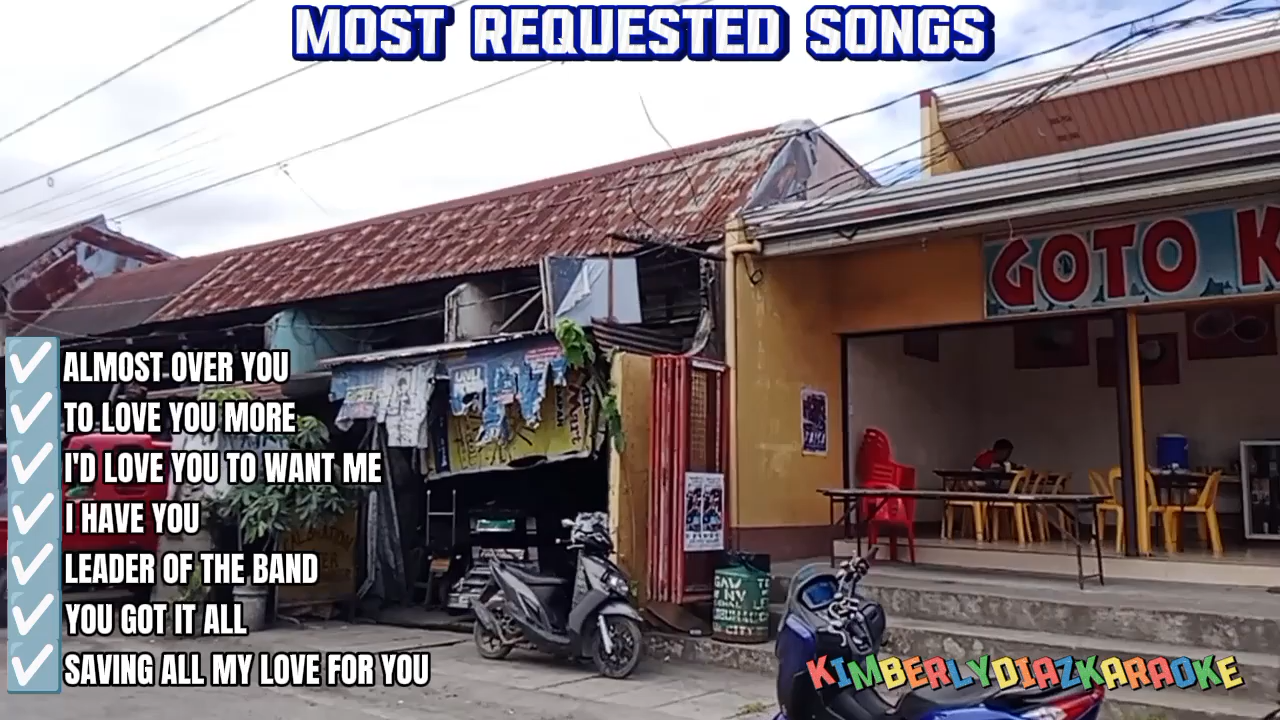 MOST REQUESTED SONGS
GOTO K
ALMOST OVER YOU
TO LOVE YOU MORE
I'D LOVE YOU TO WANT ME
I HAVE YOU
LEADER OF THE BAND
YOU GOT IT ALL
SAVING ALL MY LOVE FOR YOU
KIMBERLYDIAZKARAOKE